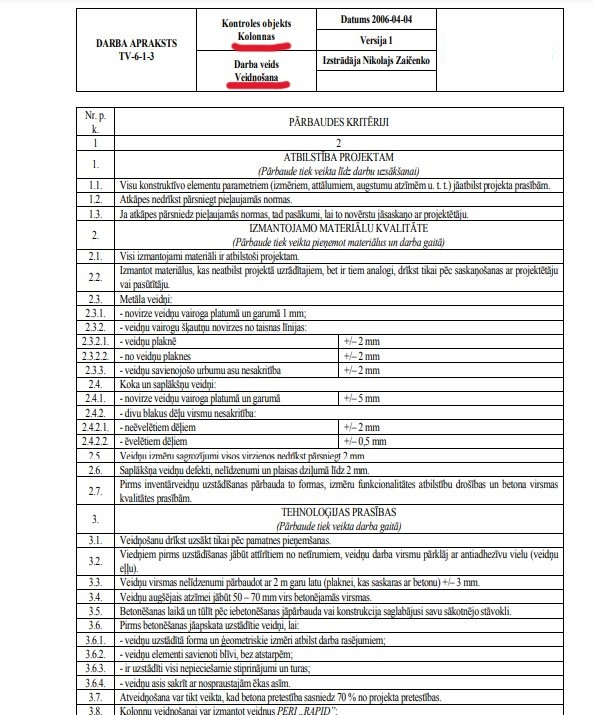 DARBA APRAKSTS
TV-6-1-3
Kontroles objekts
Kolonnas
Darba veids
Veidņošana
Datums 2006-04-04
Versija 1
Izstrādāja Nikolajs Zaičenko
Nr. p. k.
PĀRBAUDES KRITĒRIJI
1 2
1. ATBILSTĪBA PROJEKTAM
(Pārbaude tiek veikta līdz darbu uzsākšanai)
1.1. Visu konstruktīvo elementu parametriem (izmēriem, attālumiem, augstumu atzīmēm u. t. t.) jāatbilst projekta prasībām.
1.2. Atkāpes nedrīkst pārsniegt pieļaujamās normas.
1.3. Ja atkāpes pārsniedz pieļaujamās normas, tad pasākumi, lai to novērstu jāsaskaņo ar projektētāju.
2. IZMANTOJAMO MATERIĀLU KVALITĀTE
(Pārbaude tiek veikta pieņemot materiālus un darba gaitā)
2.1. Visi izmantojami materiāli ir atbilstoši projektam.
2.2. Izmantot materiālus, kas neatbilst projektā uzrādītajiem, bet ir tiem analogi, drīkst tikai pēc saskaņošanas ar projektētāju
vai pasūtītāju.
2.3. Metāla veidņi:
2.3.1. - novirze veidņu vairoga platumā un garumā 1 mm;
2.3.2. - veidņu vairogu šķautņu novirzes no taisnas līnijas:
2.3.2.1. - veidņu plaknē +/– 2 mm
2.3.2.2. - no veidņu plaknes +/– 2 mm
2.3.3. - veidņu savienojošo urbumu asu nesakritība +/– 2 mm
2.4. Koka un saplākšņu veidņi:
2.4.1. - novirze veidņu vairoga platumā un garumā +/– 5 mm
2.4.2. - divu blakus dēļu virsmu nesakritība:
2.4.2.1. - neēvelētiem dēļiem +/– 2 mm
2.4.2.2. - ēvelētiem dēļiem +/– 0,5 mm
2.5 Veidņu izmēru sagrozījumi visos virzienos nedrīkst pārsniegt 2 mm
2.6. Saplākšņa veidņu defekti, nelīdzenumi un plaisas dziļumā līdz 2 mm.
2.7. Pirms inventārveidņu uzstādīšanas pārbauda to formas, izmēru funkcionalitātes atbilstību drošības un betona virsmas
kvalitātes prasībām.
3. TEHNOLOĢIJAS PRASĪBAS
(Pārbaude tiek veikta darba gaitā)
3.1. Veidņošanu drīkst uzsākt tikai pēc pamatnes pieņemšanas.
3.2. Viedņiem pirms uzstādīšanas jābūt attīrītiem no netīrumiem, veidņu darba virsmu pārklāj ar antiadhezīvu vielu (veidņu
eļļu).
3.3. Veidņu virsmas nelīdzenumi pārbaudot ar 2 m garu latu (plaknei, kas saskaras ar betonu) +/– 3 mm.
3.4. Veidņu augšējais atzīmei jābūt 50 – 70 mm virs betonējamās virsmas.
3.5. Betonēšanas laikā un tūlīt pēc iebetonēšanas jāpārbauda vai konstrukcija saglabājusi savu sākotnējo stāvokli.
3.6. Pirms betonēšanas jāapskata uzstādītie veidņi, lai:
3.6.1. - veidņu uzstādītā forma un ģeometriskie izmēri atbilst darba rasējumiem;
3.6.2. - veidņu elementi savienoti blīvi, bez atstarpēm;
3.6.3. - ir uzstādīti visi nepieciešamie stiprinājumi un turas;
3.6.4. - veidņu asis sakrīt ar nospraustajām ēkas asīm.
3.7. Atveidņošana var tikt veikta, kad betona pretestība sasniedz 70 % no projekta pretestības.
3.8. Kolonnu veidņošanai var izmantot veidņus PERI „RAPID”: